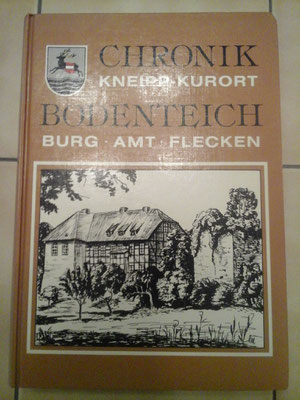 CHRONIK
KNEIPP-KURORT
BODENTEICH
BURG · AMT · FLECKEN